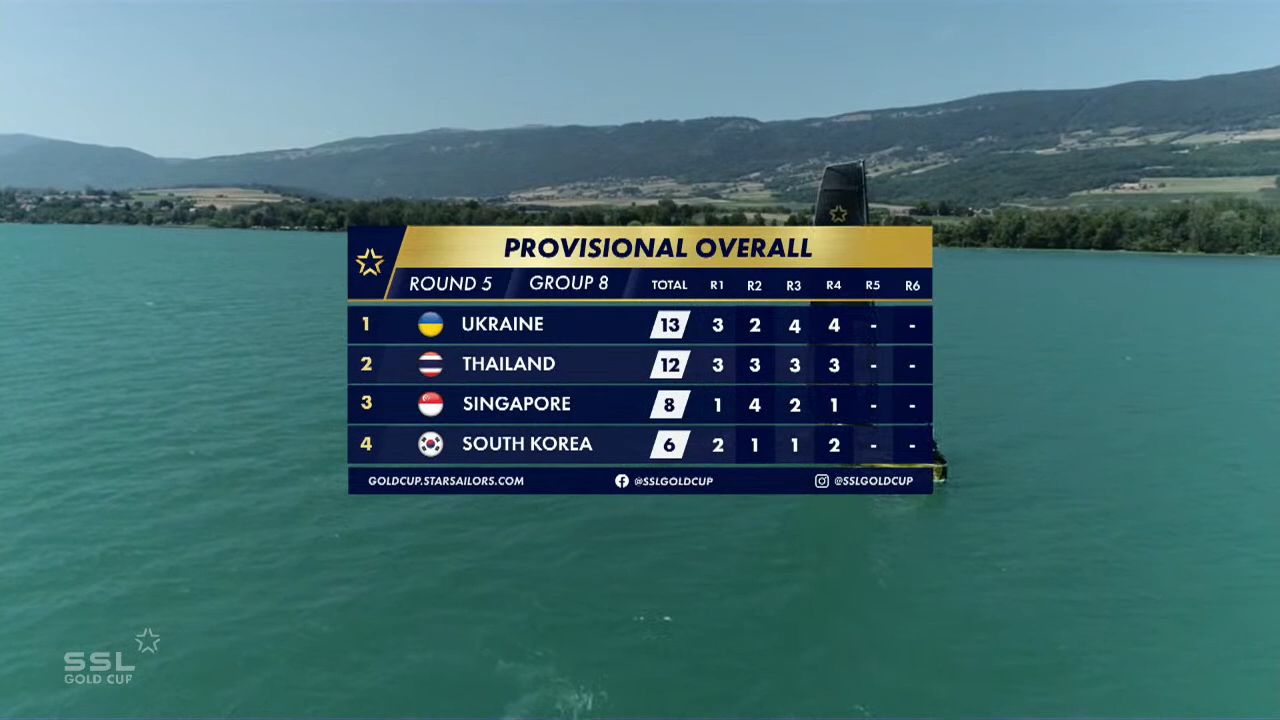 PROVISIONAL OVERALL
ROUND 5 GROUP 8 TOTAL R1 R2 R3 R4 R5 R6
1 UKRAINE 13 3 2 4 4 - -
2 THAILAND 12 3 3 3 3 - -
3 SINGAPORE 8 1 4 2 1 - -
4 SOUTH KOREA 6 2 1 1 2 - -
GOLDCUP.STARSAILORS.COM @SSLGOLDCUP @SSLGOLDCUP
SSL
GOLD CUP